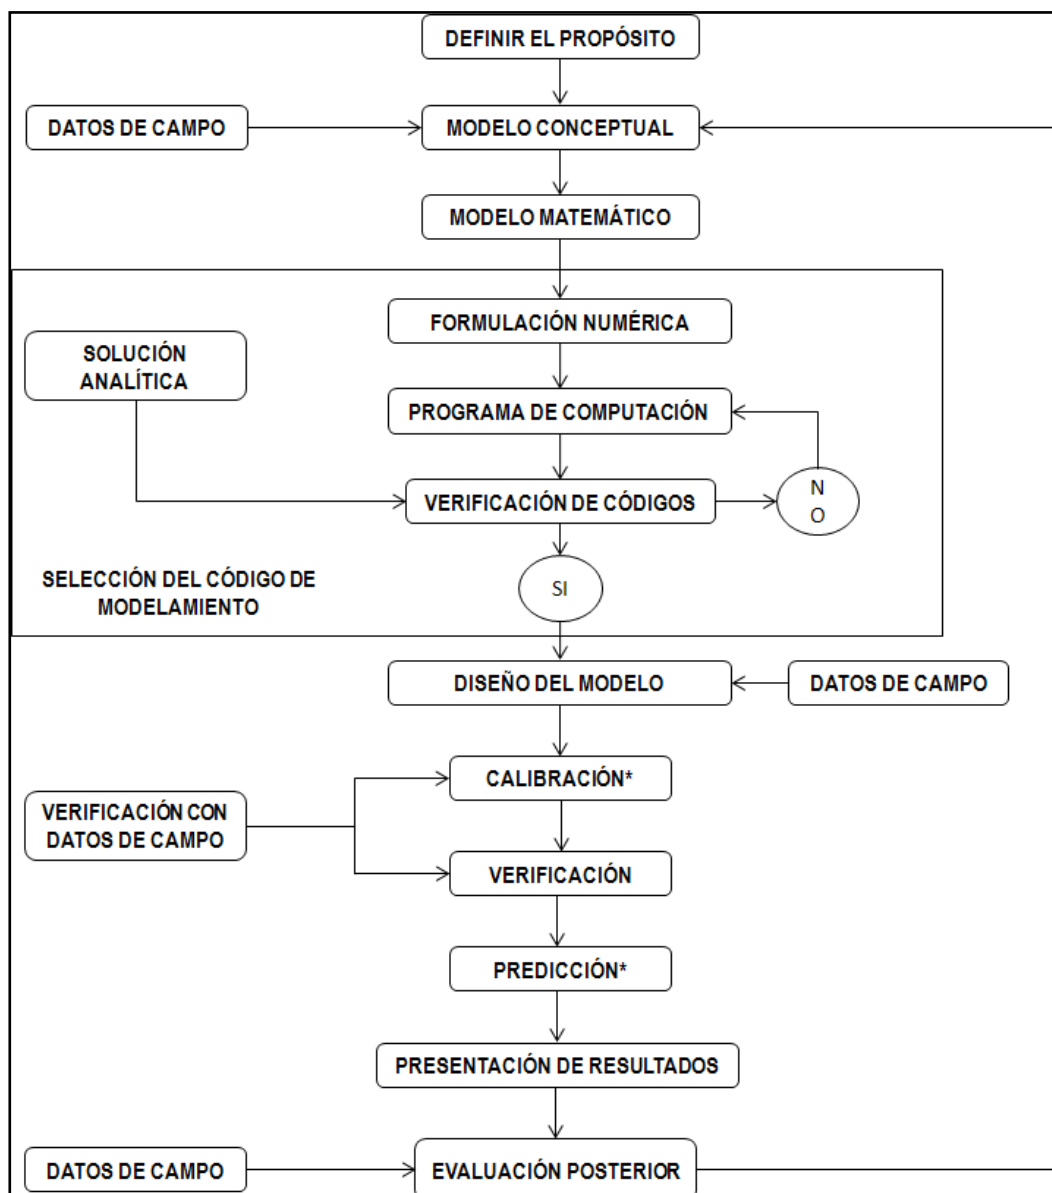 DEFINIR EL PROPÓSITO
DATOS DE CAMPO
MODELO CONCEPTUAL
MODELO MATEMÁTICO
FORMULACIÓN NUMÉRICA
SOLUCIÓN
ANALÍTICA
PROGRAMA DE COMPUTACIÓN
VERIFICACIÓN DE CÓDIGOS
N
O
SELECCIÓN DEL CÓDIGO DE
MODELAMIENTO
SI
DISEÑO DEL MODELO
DATOS DE CAMPO
CALIBRACIÓN*
VERIFICACIÓN CON
DATOS DE CAMPO
VERIFICACIÓN
PREDICCIÓN*
PRESENTACIÓN DE RESULTADOS
DATOS DE CAMPO
EVALUACIÓN POSTERIOR